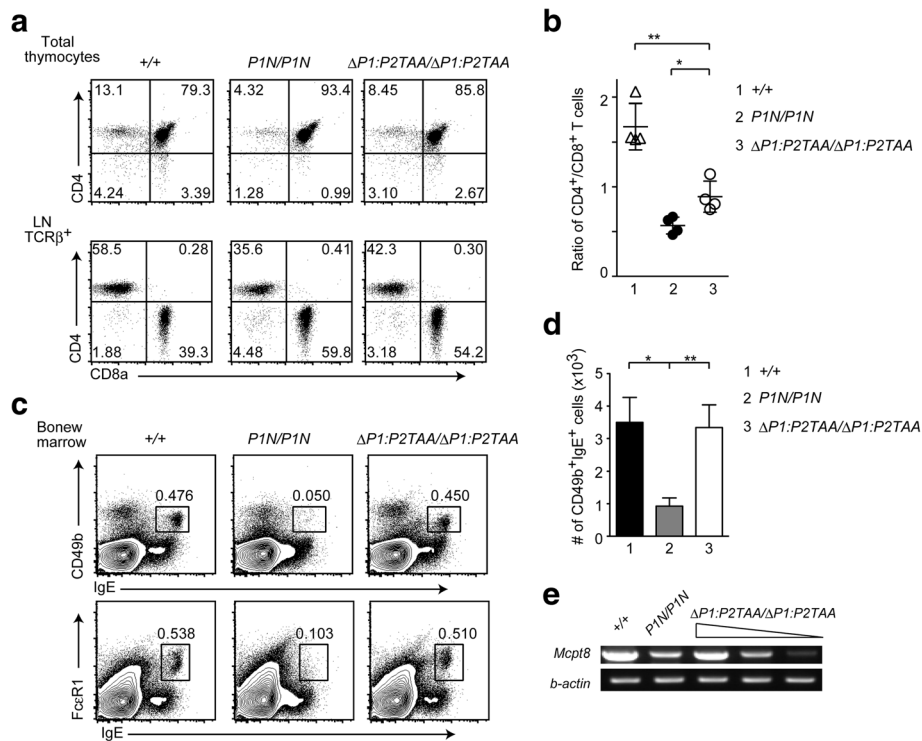 a
Total
thymocytes
+/+
P1N/P1N
ΔP1:P2TAA/ΔP1:P2TAA
13.1 79.3
4.24 3.39
4.32 93.4
1.28 0.99
8.45 85.8
3.10 2.67
CD4
LN
TCRβ+
58.5 0.28
1.88 39.3
35.6 0.41
4.48 59.8
42.3 0.30
3.18 54.2
CD4
CD8a
b
Ratio of CD4+/CD8+ T cells
2
1
0
**
*
1 2 3
1 +/+
2 P1N/P1N
3 ΔP1:P2TAA/ΔP1:P2TAA
c
Bonew
marrow
+/+
P1N/P1N
ΔP1:P2TAA/ΔP1:P2TAA
0.476
0.050
0.450
CD49b
IgE
0.538
0.103
0.510
FcεR1
IgE
d
# of CD49b+IgE+ cells (x10³)
5
4
3
2
1
0
*
**
1 2 3
1 +/+
2 P1N/P1N
3 ΔP1:P2TAA/ΔP1:P2TAA
e
+/+
P1N/P1N
ΔP1:P2TAA/ΔP1:P2TAA
Mcpt8
b-actin